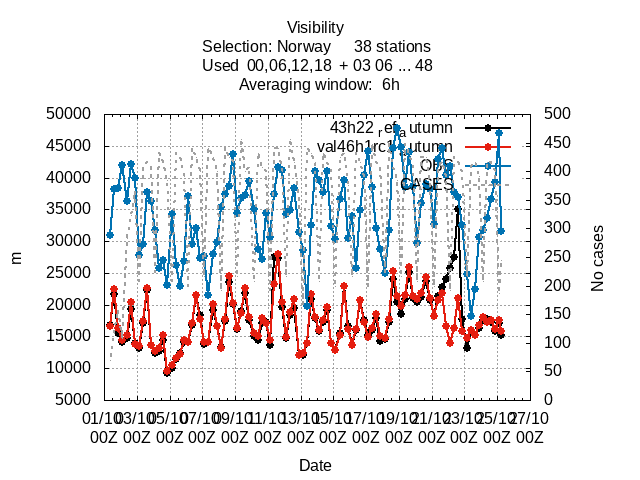 Visibility
Selection: Norway 38 stations
Used 00,06,12,18 + 03 06 ... 48
Averaging window: 6h
50000
45000
40000
35000
30000
25000
20000
15000
10000
5000
m
500
450
400
350
300
250
200
150
100
50
0
No cases
43h22_ref_autumn
val46h1rc1_autumn
OBS
CASES
01/10 03/10 05/10 07/10 09/10 11/10 13/10 15/10 17/10 19/10 21/10 23/10 25/10 27/10
00Z 00Z 00Z 00Z 00Z 00Z 00Z 00Z 00Z 00Z 00Z 00Z 00Z 00Z
Date